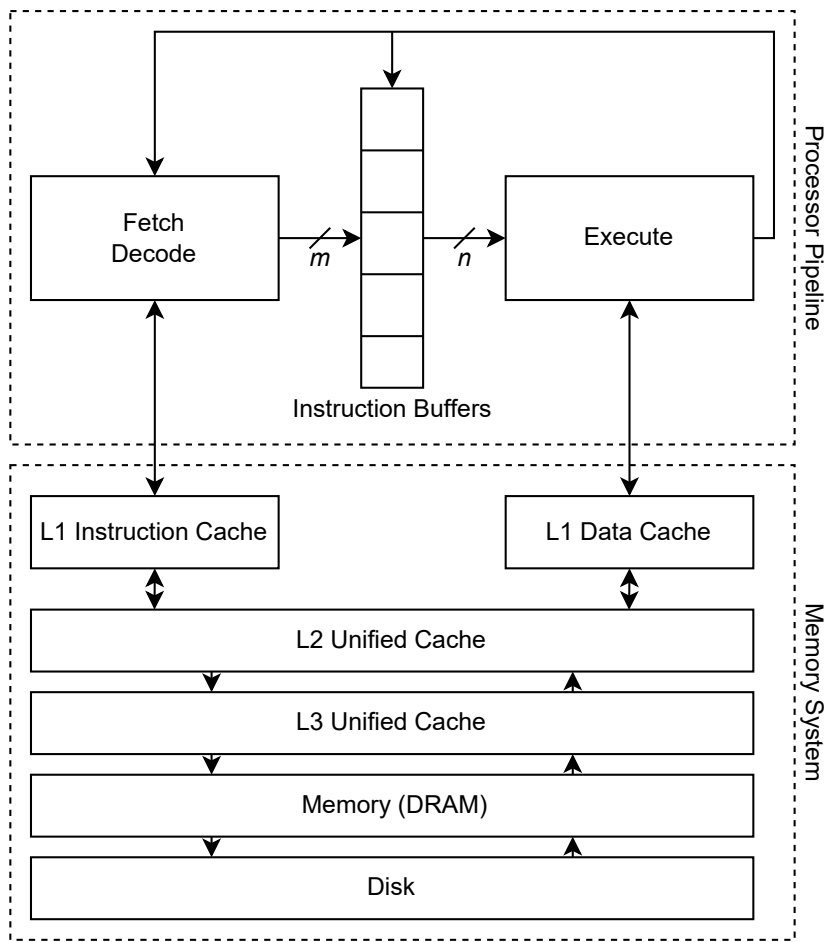 Fetch
Decode
m
n
Execute
Instruction Buffers
Processor Pipeline
L1 Instruction Cache
L1 Data Cache
L2 Unified Cache
L3 Unified Cache
Memory (DRAM)
Disk
Memory System